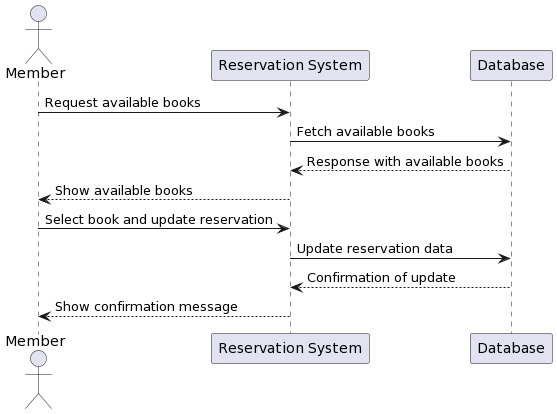 Member
Reservation System
Database
Request available books
Fetch available books
Response with available books
Show available books
Select book and update reservation
Update reservation data
Confirmation of update
Show confirmation message
Member
Reservation System
Database